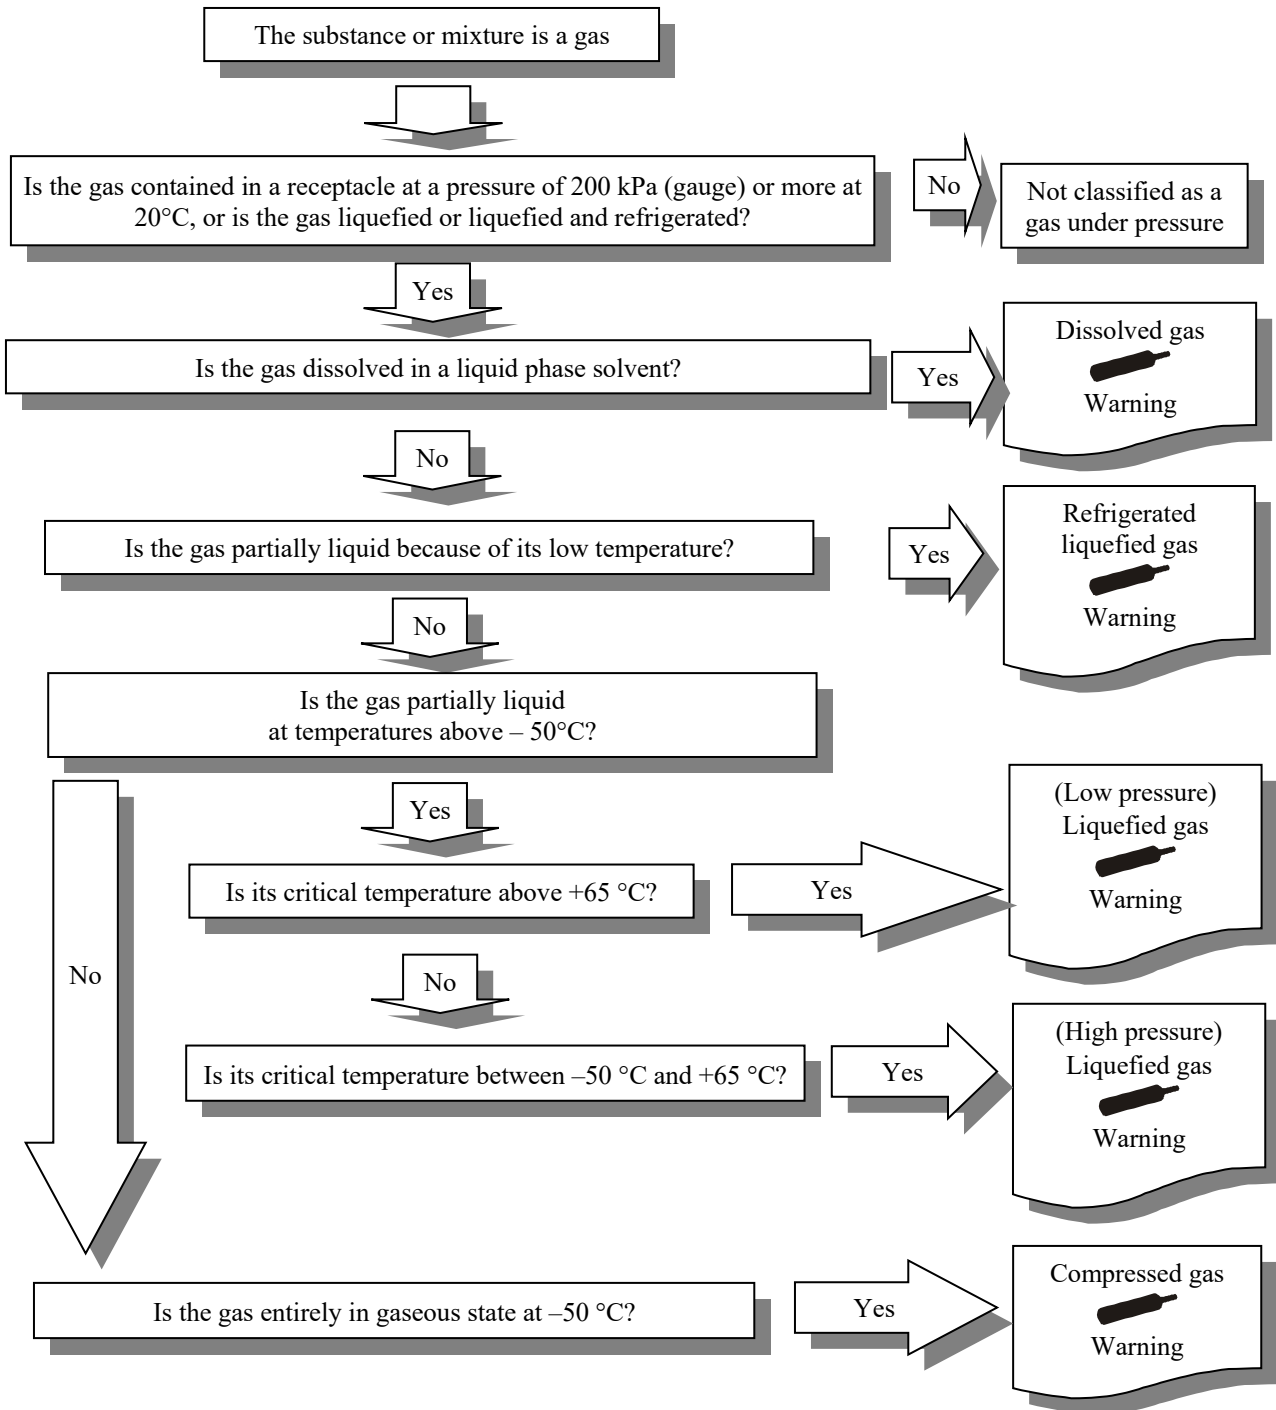 The substance or mixture is a gas
Is the gas contained in a receptacle at a pressure of 200 kPa (gauge) or more at
20°C, or is the gas liquefied or liquefied and refrigerated?
No
Not classified as a
gas under pressure
Yes
Is the gas dissolved in a liquid phase solvent?
Yes
Dissolved gas
Warning
No
Is the gas partially liquid because of its low temperature?
Yes
Refrigerated
liquefied gas
Warning
No
Is the gas partially liquid
at temperatures above – 50°C?
Yes
Is its critical temperature above +65 °C?
Yes
(Low pressure)
Liquefied gas
Warning
No
No
Is its critical temperature between –50 °C and +65 °C?
Yes
(High pressure)
Liquefied gas
Warning
Is the gas entirely in gaseous state at –50 °C?
Yes
Compressed gas
Warning